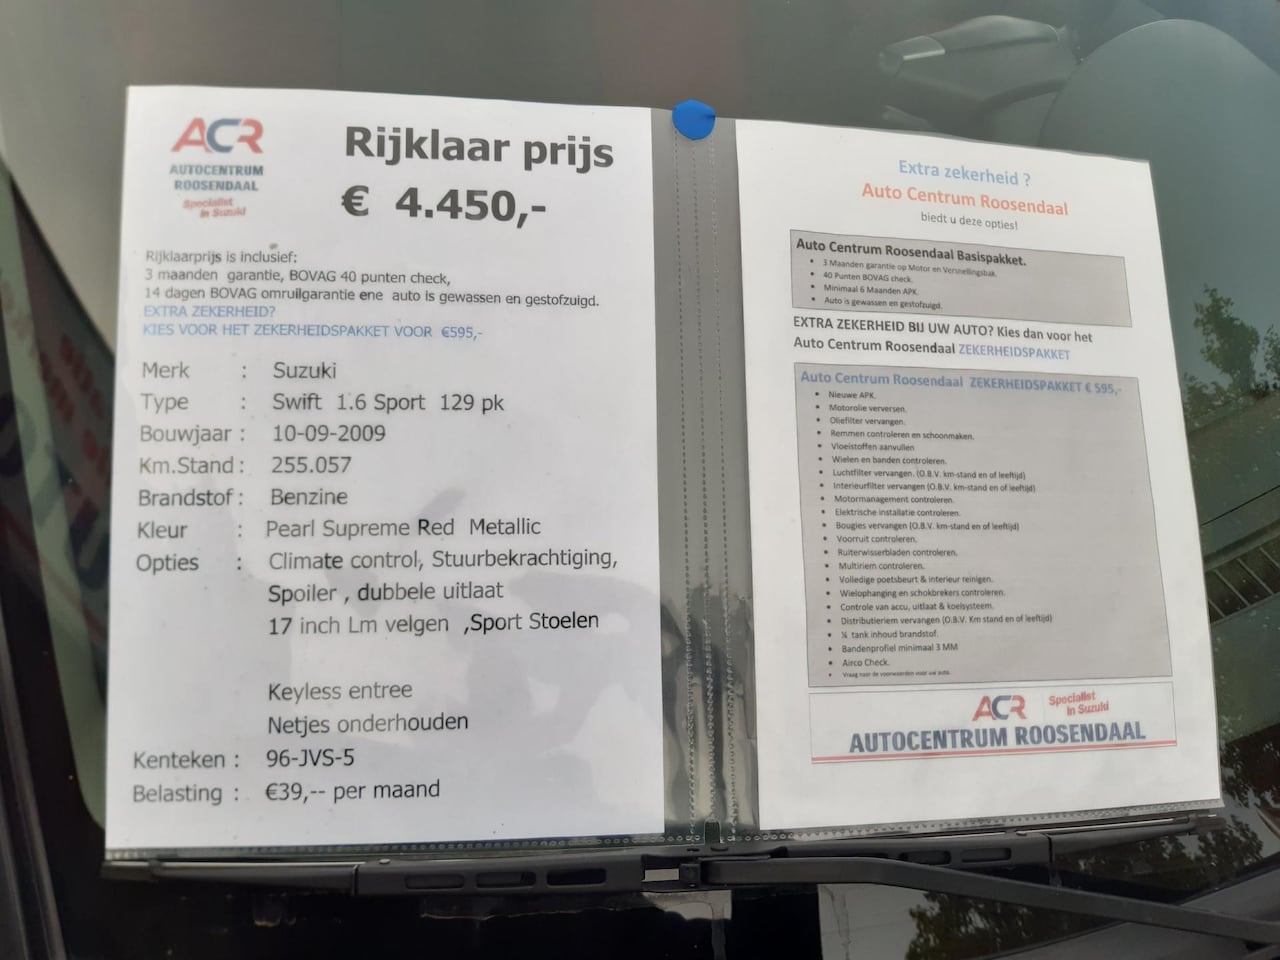 ACR
AUTOCENTRUM
ROOSENDAAL
Specialist
in Suzuki
Rijklaar prijs
€ 4.450,-
Rijklaarprijs is inclusief:
3 maanden garantie, BOVAG 40 punten check,
14 dagen BOVAG omruilgarantie ene auto is gewassen en gestofzuigd.
EXTRA ZEKERHEID?
KIES VOOR HET ZEKERHEIDSPAKKET VOOR €595,-
Merk : Suzuki
Type : Swift 1.6 Sport 129 pk
Bouwjaar : 10-09-2009
Km.Stand : 255.057
Brandstof : Benzine
Kleur : Pearl Supreme Red Metallic
Opties : Climate control, Stuurbekrachtiging,
Spoiler , dubbele uitlaat
17 inch Lm velgen ,Sport Stoelen
Keyless entree
Netjes onderhouden
Kenteken : 96-JVS-5
Belasting : €39,-- per maand
Extra zekerheid ?
Auto Centrum Roosendaal
biedt u deze opties!
Auto Centrum Roosendaal Basispakket.
• 3 Maanden garantie op Motor en Versnellingsbak.
• 40 Punten BOVAG check.
• Minimaal 6 Maanden APK.
• Auto is gewassen en gestofzuigd.
EXTRA ZEKERHEID BIJ UW AUTO? Kies dan voor het
Auto Centrum Roosendaal ZEKERHEIDSPAKKET
Auto Centrum Roosendaal ZEKERHEIDSPAKKET € 595,-
• Nieuwe APK.
• Motorolie verversen.
• Oliefilter vervangen.
• Remmen controleren en schoonmaken.
• Vloeistoffen aanvullen
• Wielen en banden controleren.
• Luchtfilter vervangen. (O.B.V. km-stand en of leeftijd)
• Interieurfilter vervangen (O.B.V. km-stand en of leeftijd)
• Motormanagement controleren.
• Elektrische installatie controleren.
• Bougies vervangen (O.B.V. km-stand en of leeftijd)
• Voorruit controleren.
• Ruiterwisserbladen controleren.
• Multiriem controleren.
• Volledige poetsbeurt & interieur reinigen.
• Wielophanging en schokbrekers controleren.
• Controle van accu, uitlaat & koelsysteem.
• Distributieriem vervangen (O.B.V. Km stand en of leeftijd)
• ¼ tank inhoud brandstof.
• Bandenprofiel minimaal 3 MM
• Airco Check.
• Vraag naar de voorwaarden voor uw auto.
ACR
Specialist
in Suzuki
AUTOCENTRUM ROOSENDAAL